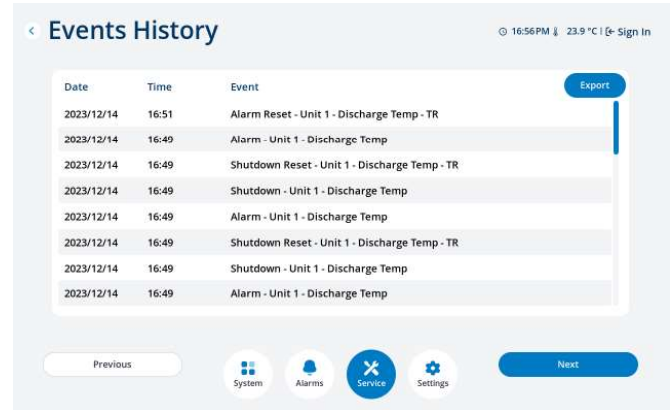 Events History
16:56PM 23.9 °C | Sign In
Date Time Event Export
2023/12/14 16:51 Alarm Reset - Unit 1 - Discharge Temp - TR
2023/12/14 16:49 Alarm - Unit 1 - Discharge Temp
2023/12/14 16:49 Shutdown Reset - Unit 1 - Discharge Temp - TR
2023/12/14 16:49 Shutdown - Unit 1 - Discharge Temp
2023/12/14 16:49 Alarm - Unit 1 - Discharge Temp
2023/12/14 16:49 Shutdown Reset - Unit 1 - Discharge Temp - TR
2023/12/14 16:49 Shutdown - Unit 1 - Discharge Temp
2023/12/14 16:49 Alarm - Unit 1 - Discharge Temp
Previous Next
System Alarms Service Settings